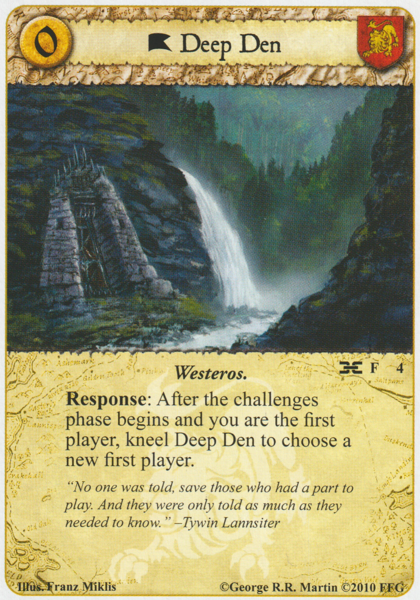 0
Deep Den
Westeros.
F 4
Response: After the challenges
phase begins and you are the first
player, kneel Deep Den to choose a
new first player.
“No one was told, save those who had a part to
play. And they were only told as much as they
needed to know.” –Tywin Lannsiter
Illus. Franz Miklis
©George R.R. Martin ©2010 FFG